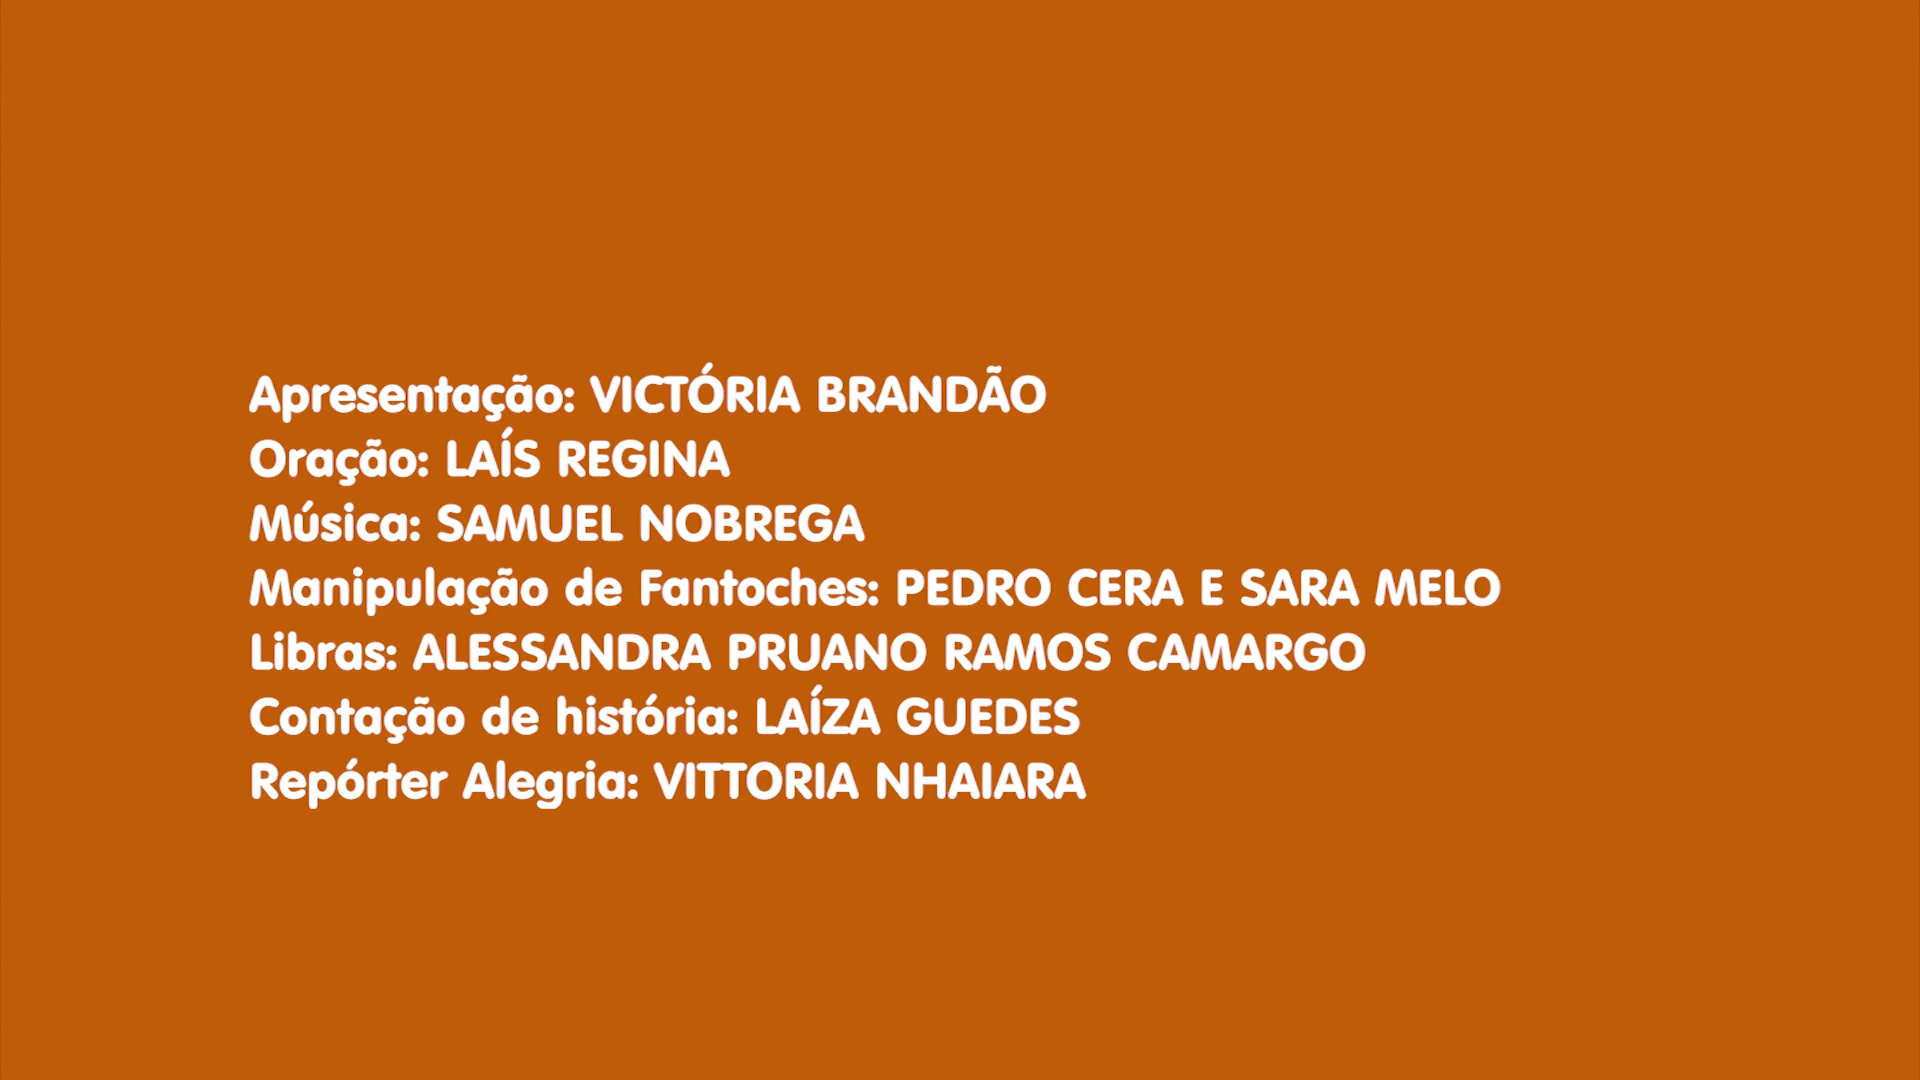 Apresentação: VICTÓRIA BRANDÃO
Oração: LAÍS REGINA
Música: SAMUEL NOBREGA
Manipulação de Fantoches: PEDRO CERA E SARA MELO
Libras: ALESSANDRA PRUANO RAMOS CAMARGO
Contação de história: LAÍZA GUEDES
Repórter Alegria: VITTORIA NHAIARA